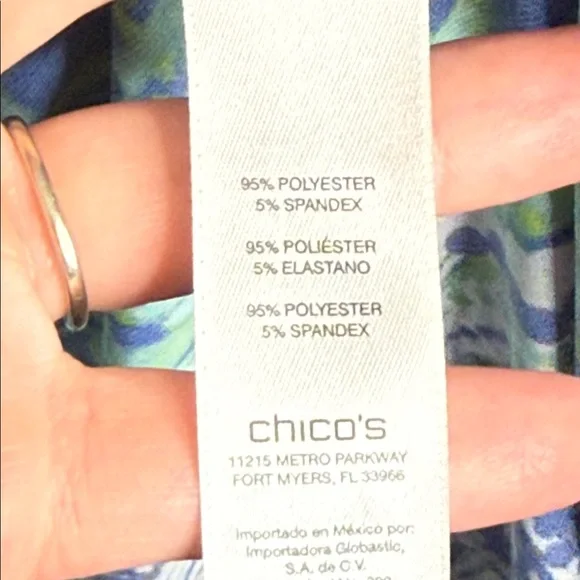 95% POLYESTER
5% SPANDEX
95% POLIÉSTER
5% ELASTANO
95% POLYESTER
5% SPANDEX
chico's
11215 METRO PARKWAY
FORT MYERS, FL 33966
Importado en México por:
Importadora Globastic,
S.A. de C.V.